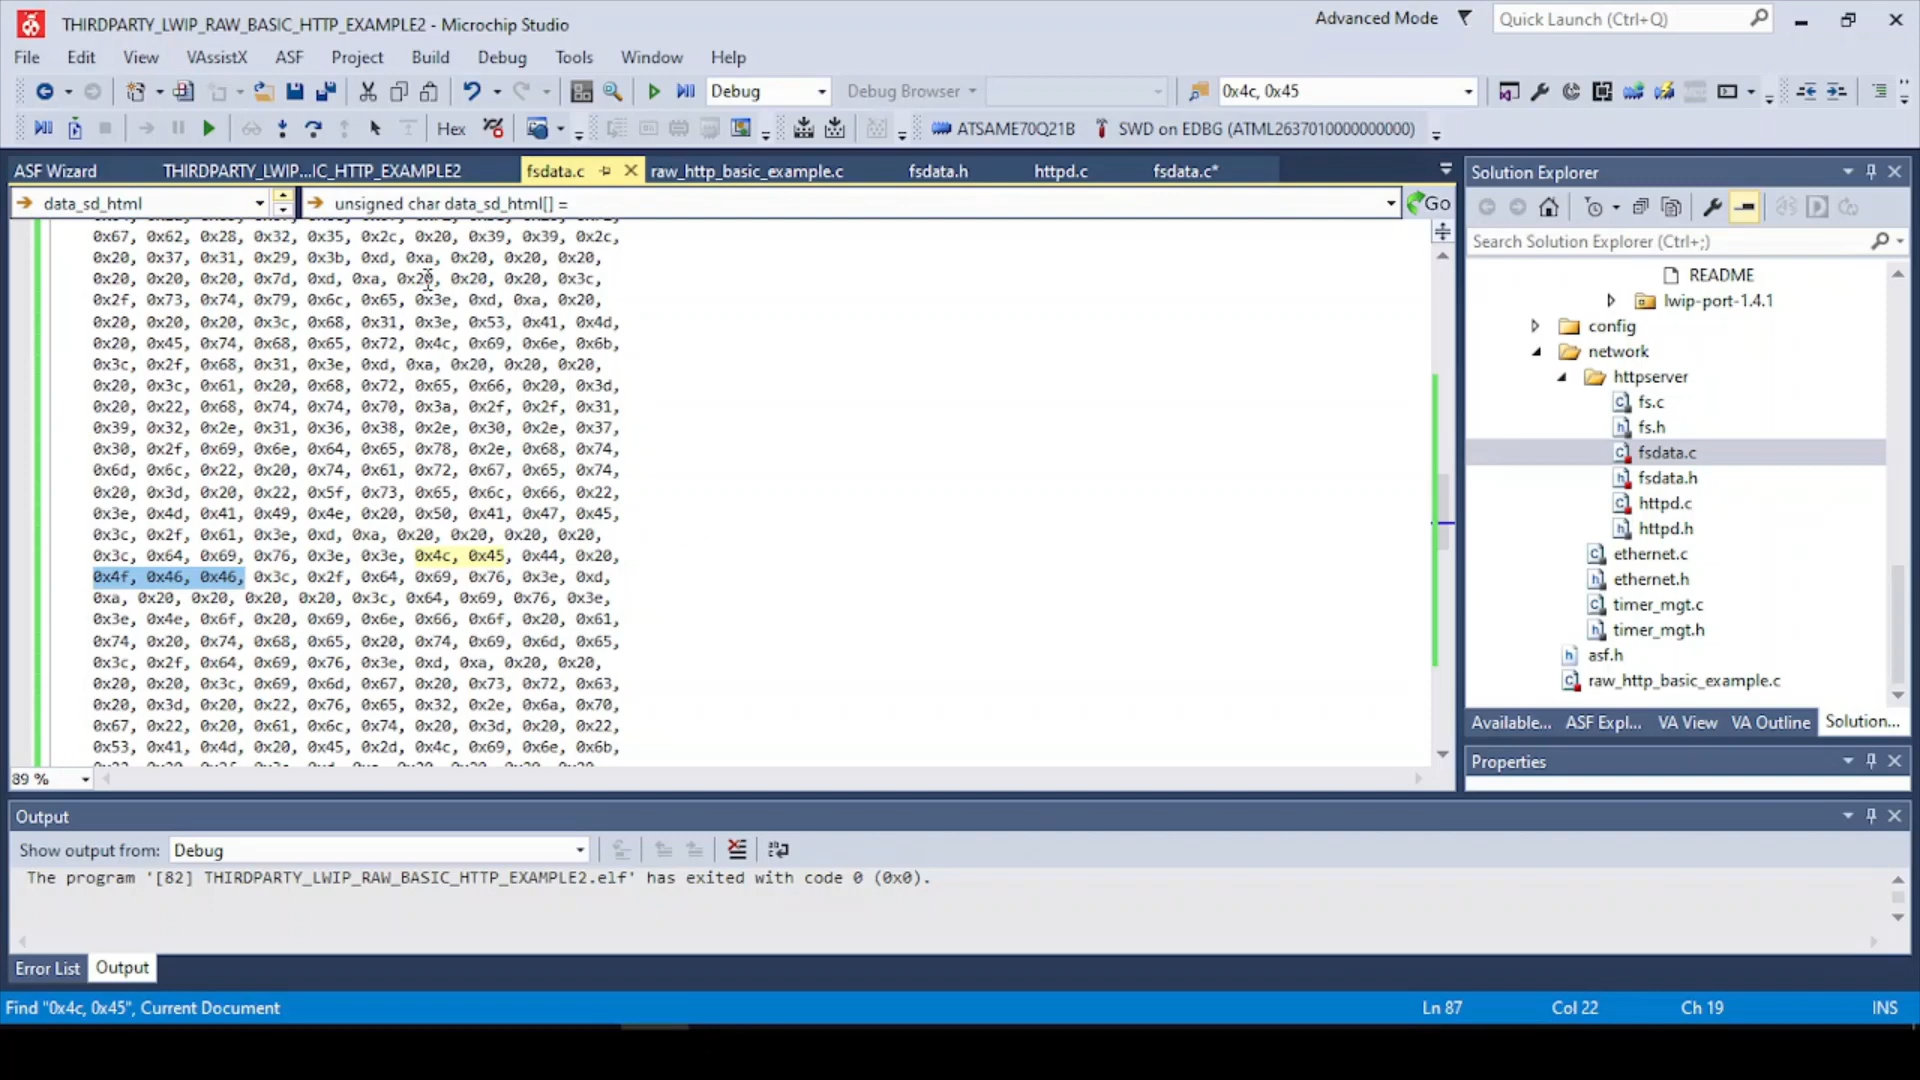 THIRDPARTY_LWIP_RAW_BASIC_HTTP_EXAMPLE2 - Microchip Studio
Advanced Mode
Quick Launch (Ctrl+Q)
File Edit View VAssistX ASF Project Build Debug Tools Window Help
Debug Debug Browser 0x4c, 0x45
Hex ATSAME70Q21B SWD on EDBG (ATML2637010000000000)
ASF Wizard THIRDPARTY_LWIP...IC_HTTP_EXAMPLE2 fsdata.c raw_http_basic_example.c fsdata.h httpd.c fsdata.c*
data_sd_html unsigned char data_sd_html[] = Go
0x67, 0x62, 0x28, 0x32, 0x35, 0x2c, 0x20, 0x39, 0x39, 0x2c,
0x20, 0x37, 0x31, 0x29, 0x3b, 0xd, 0xa, 0x20, 0x20, 0x20,
0x20, 0x20, 0x20, 0x7d, 0xd, 0xa, 0x20, 0x20, 0x20, 0x3c,
0x2f, 0x73, 0x74, 0x79, 0x6c, 0x65, 0x3e, 0xd, 0xa, 0x20,
0x20, 0x20, 0x20, 0x3c, 0x68, 0x31, 0x3e, 0x53, 0x41, 0x4d,
0x20, 0x45, 0x74, 0x68, 0x65, 0x72, 0x4c, 0x69, 0x6e, 0x6b,
0x3c, 0x2f, 0x68, 0x31, 0x3e, 0xd, 0xa, 0x20, 0x20, 0x20,
0x20, 0x3c, 0x61, 0x20, 0x68, 0x72, 0x65, 0x66, 0x20, 0x3d,
0x20, 0x22, 0x68, 0x74, 0x74, 0x70, 0x3a, 0x2f, 0x2f, 0x31,
0x39, 0x32, 0x2e, 0x31, 0x36, 0x38, 0x2e, 0x30, 0x2e, 0x37,
0x30, 0x2f, 0x69, 0x6e, 0x64, 0x65, 0x78, 0x2e, 0x68, 0x74,
0x6d, 0x6c, 0x22, 0x20, 0x74, 0x61, 0x72, 0x67, 0x65, 0x74,
0x20, 0x3d, 0x20, 0x22, 0x5f, 0x73, 0x65, 0x6c, 0x66, 0x22,
0x3e, 0x4d, 0x41, 0x49, 0x4e, 0x20, 0x50, 0x41, 0x47, 0x45,
0x3c, 0x2f, 0x61, 0x3e, 0xd, 0xa, 0x20, 0x20, 0x20, 0x20,
0x3c, 0x64, 0x69, 0x76, 0x3e, 0x3e, 0x4c, 0x45, 0x44, 0x20,
0x4f, 0x46, 0x46, 0x3c, 0x2f, 0x64, 0x69, 0x76, 0x3e, 0xd,
0xa, 0x20, 0x20, 0x20, 0x20, 0x3c, 0x64, 0x69, 0x76, 0x3e,
0x3e, 0x4e, 0x6f, 0x20, 0x69, 0x6e, 0x66, 0x6f, 0x20, 0x61,
0x74, 0x20, 0x74, 0x68, 0x65, 0x20, 0x74, 0x69, 0x6d, 0x65,
0x3c, 0x2f, 0x64, 0x69, 0x76, 0x3e, 0xd, 0xa, 0x20, 0x20,
0x20, 0x20, 0x3c, 0x69, 0x6d, 0x67, 0x20, 0x73, 0x72, 0x63,
0x20, 0x3d, 0x20, 0x22, 0x76, 0x65, 0x32, 0x2e, 0x6a, 0x70,
0x67, 0x22, 0x20, 0x61, 0x6c, 0x74, 0x20, 0x3d, 0x20, 0x22,
0x53, 0x41, 0x4d, 0x20, 0x45, 0x2d, 0x4c, 0x69, 0x6e, 0x6b,
89 %
Solution Explorer
Search Solution Explorer (Ctrl+;)
README
lwip-port-1.4.1
config
network
httpserver
fs.c
fs.h
fsdata.c
fsdata.h
httpd.c
httpd.h
ethernet.c
ethernet.h
timer_mgt.c
timer_mgt.h
asf.h
raw_http_basic_example.c
Available... ASF Expl... VA View VA Outline Solution...
Properties
Output
Show output from: Debug
The program '[82] THIRDPARTY_LWIP_RAW_BASIC_HTTP_EXAMPLE2.elf' has exited with code 0 (0x0).
Error List Output
Find "0x4c, 0x45", Current Document Ln 87 Col 22 Ch 19 INS